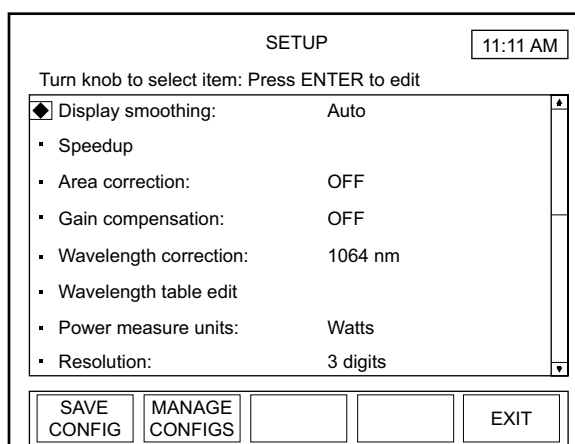 SETUP
11:11 AM
Turn knob to select item: Press ENTER to edit
Display smoothing: Auto
Speedup
Area correction: OFF
Gain compensation: OFF
Wavelength correction: 1064 nm
Wavelength table edit
Power measure units: Watts
Resolution: 3 digits
SAVE
CONFIG
MANAGE
CONFIGS
EXIT